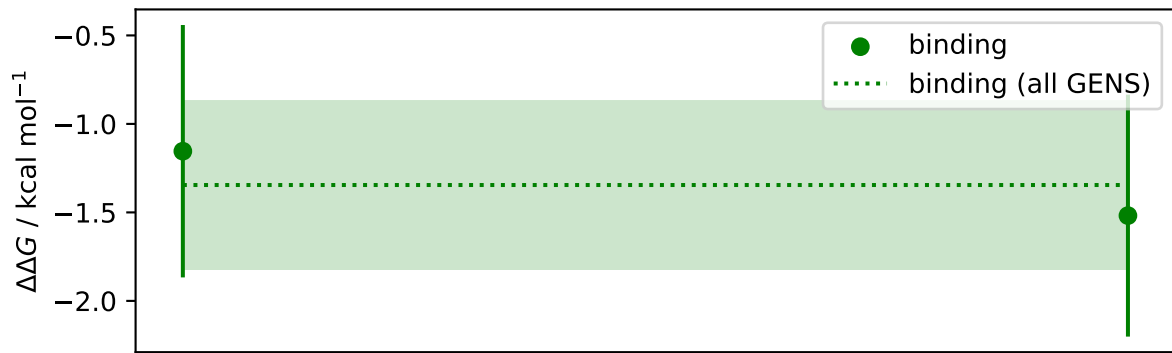 −0.5
−1.0
−1.5
−2.0
ΔΔG / kcal mol⁻¹
binding
binding (all GENS)